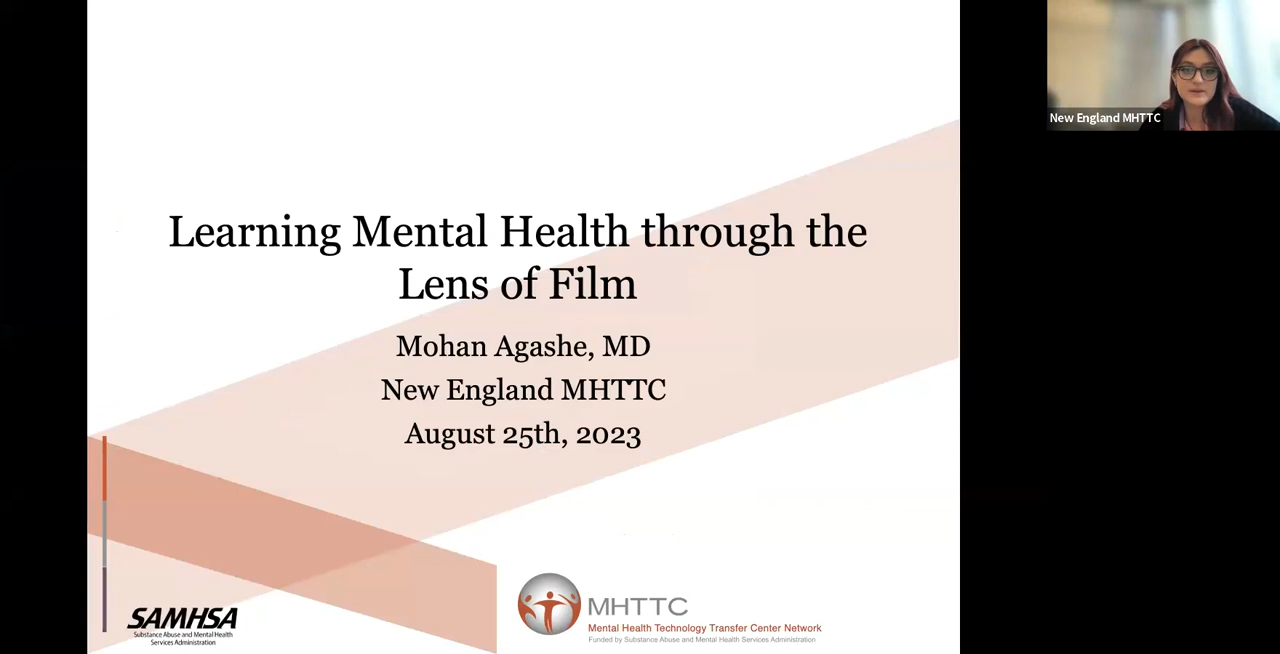 Learning Mental Health through the
Lens of Film
Mohan Agashe, MD
New England MHTTC
August 25th, 2023
SAMHSA
Substance Abuse and Mental Health
Services Administration
MHTTC
Mental Health Technology Transfer Center Network
Funded by Substance Abuse and Mental Health Services Administration
New England MHTTC